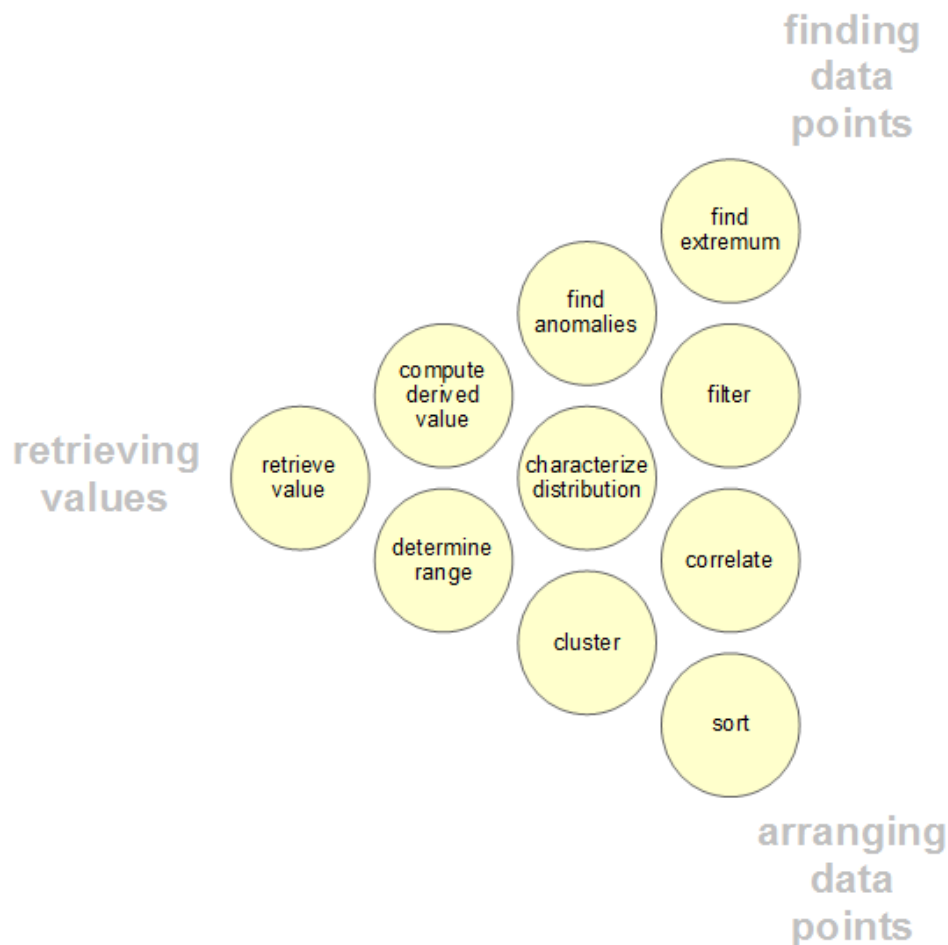 finding
data
points
find
extremum
find
anomalies
compute
derived
value
filter
retrieving
values
retrieve
value
characterize
distribution
determine
range
correlate
cluster
sort
arranging
data
points